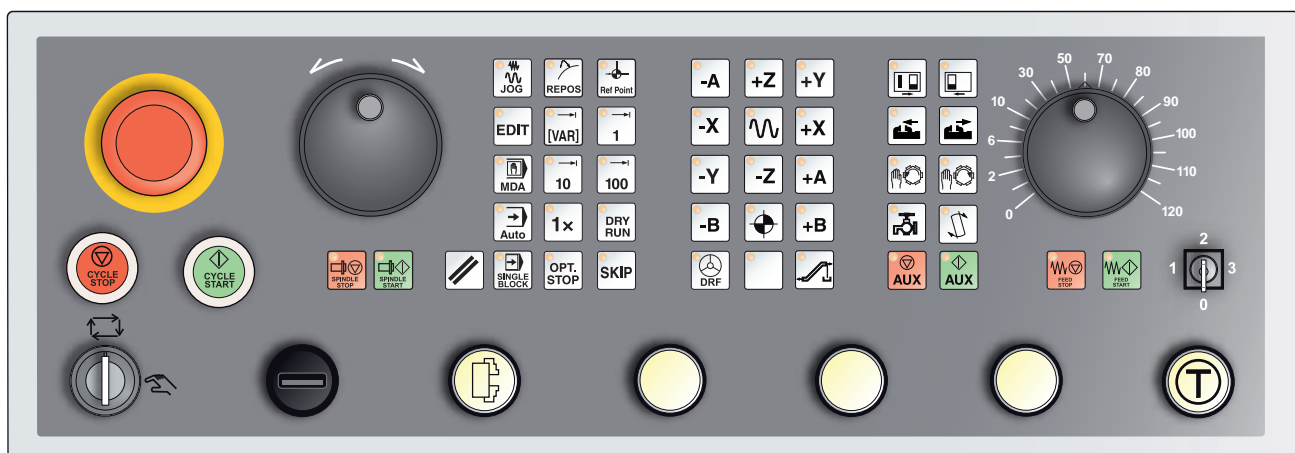 JOG
REPOS
Ref Point
EDIT
[VAR]
1
MDA
10
100
Auto
1×
DRY
RUN
SINGLE
BLOCK
OPT.
STOP
SKIP
-A
+Z
+Y
-X
+X
-Y
-Z
+A
-B
+B
DRF
AUX
AUX
0
2
6
10
30
50
70
80
90
100
110
120
CYCLE
STOP
CYCLE
START
SPINDLE
STOP
SPINDLE
START
FEED
STOP
FEED
START
2
1
3
0
T